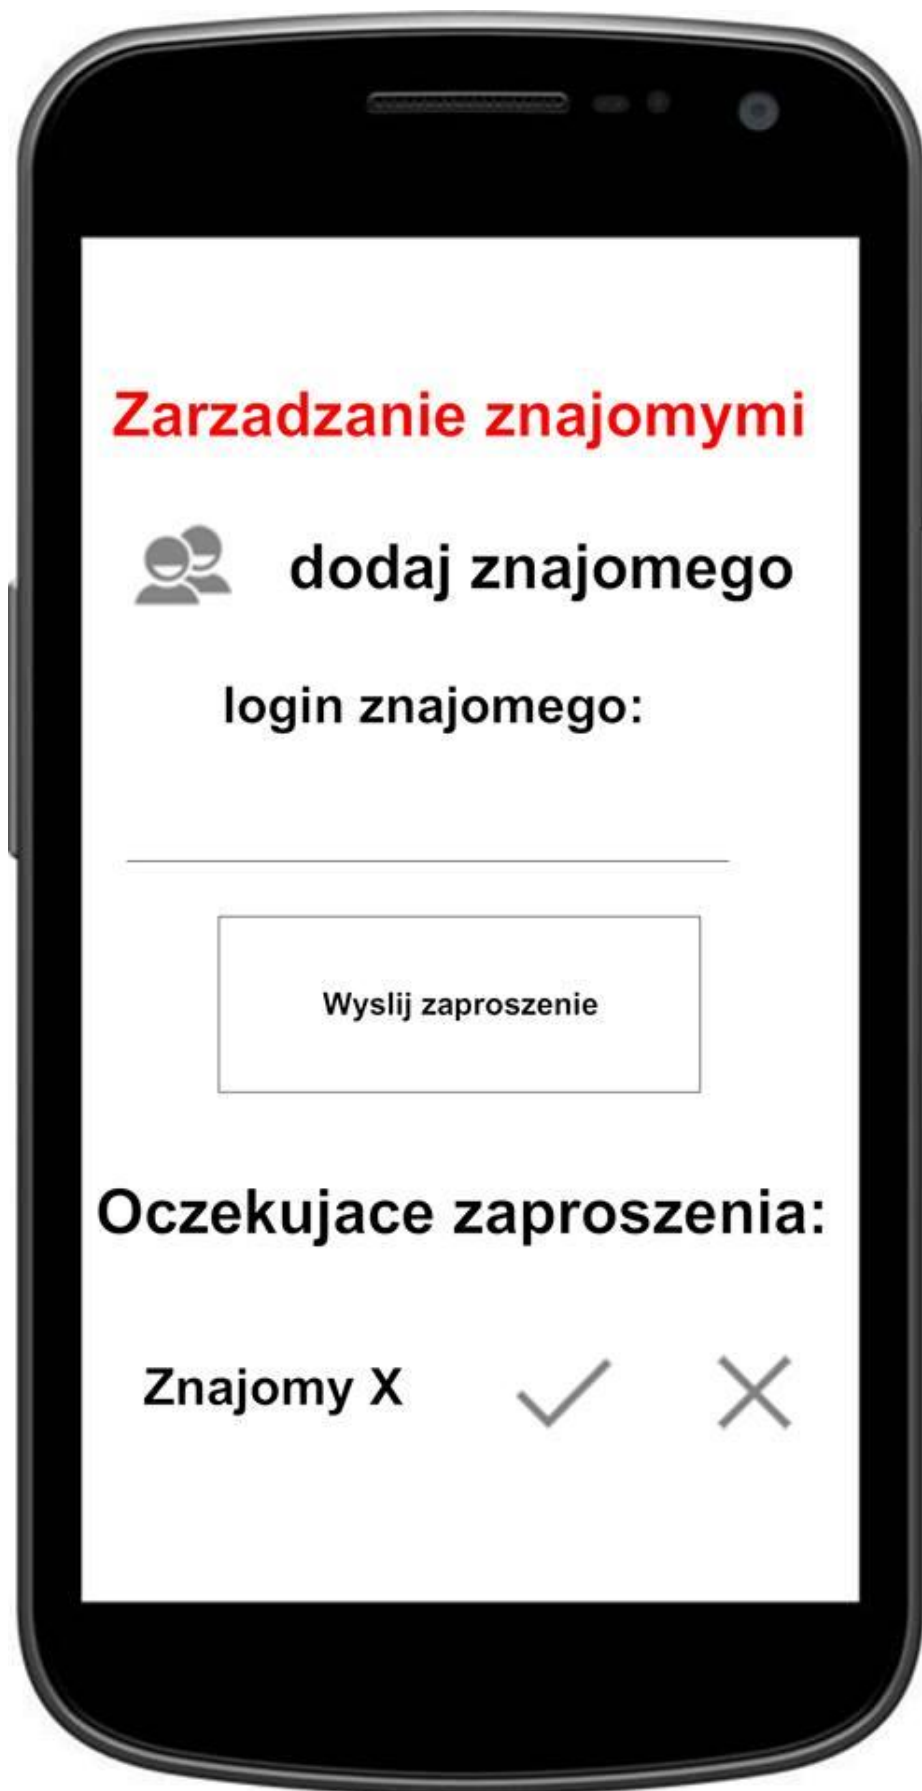 Zarzadzanie znajomymi
dodaj znajomego
login znajomego:
Wyslij zaproszenie
Oczekujace zaproszenia:
Znajomy X